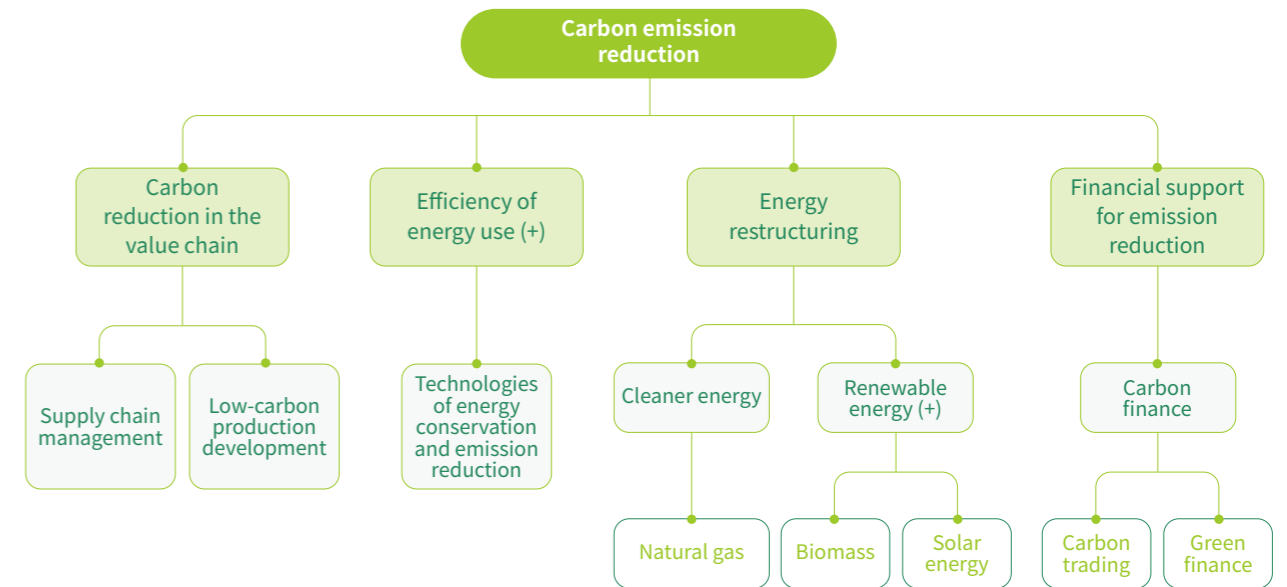 Carbon emission
reduction
Carbon
reduction in the
value chain
Efficiency of
energy use (+)
Energy
restructuring
Financial support
for emission
reduction
Supply chain
management
Low-carbon
production
development
Technologies
of energy
conservation
and emission
reduction
Cleaner energy
Renewable
energy (+)
Carbon
finance
Natural gas
Biomass
Solar
energy
Carbon
trading
Green
finance